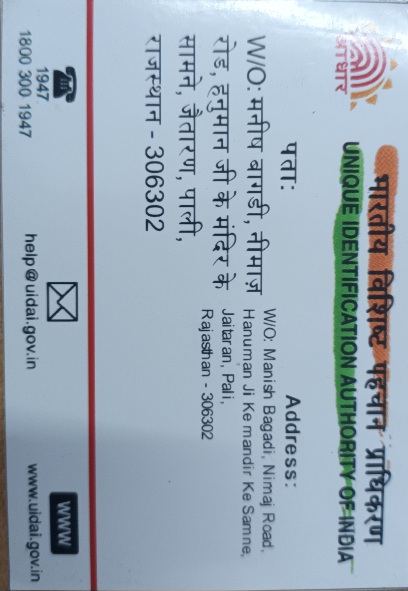 आधार
भारतीय विशिष्ट पहचान प्राधिकरण
UNIQUE IDENTIFICATION AUTHORITY OF INDIA
पता:
W/O: मनीष बागडी, नीमाज़
रोड, हनुमान जी के मंदिर के
सामने, जैतारण, पाली,
राजस्थान - 306302
Address:
W/O: Manish Bagadi, Nimaj Road,
Hanuman Ji Ke mandir Ke Samne,
Jaitaran, Pali,
Rajasthan - 306302
1947
1800 300 1947
help@uidai.gov.in
www
www.uidai.gov.in